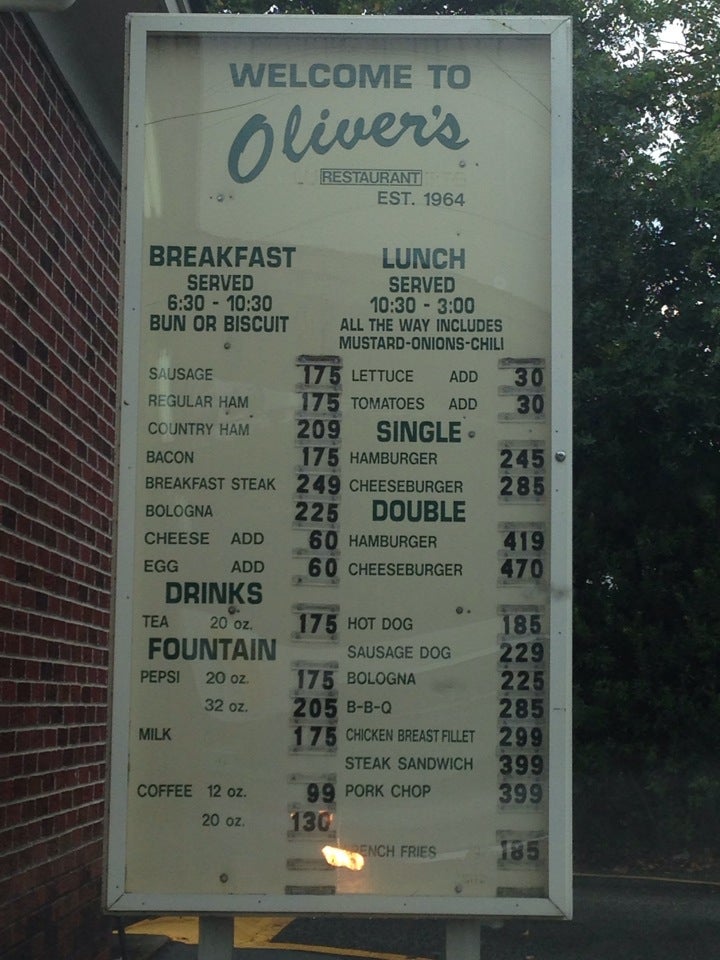 WELCOME TO
Oliver's
RESTAURANT
EST. 1964
BREAKFAST
SERVED
6:30 - 10:30
BUN OR BISCUIT
SAUSAGE 175
REGULAR HAM 175
COUNTRY HAM 209
BACON 175
BREAKFAST STEAK 249
BOLOGNA 225
CHEESE ADD 60
EGG ADD 60
DRINKS
TEA 20 oz. 175
FOUNTAIN
PEPSI 20 oz. 175
32 oz. 205
MILK 175
COFFEE 12 oz. 99
20 oz. 130
LUNCH
SERVED
10:30 - 3:00
ALL THE WAY INCLUDES
MUSTARD-ONIONS-CHILI
LETTUCE ADD 30
TOMATOES ADD 30
SINGLE
HAMBURGER 245
CHEESEBURGER 285
DOUBLE
HAMBURGER 419
CHEESEBURGER 470
HOT DOG 185
SAUSAGE DOG 229
BOLOGNA 225
B-B-Q 285
CHICKEN BREAST FILLET 299
STEAK SANDWICH 399
PORK CHOP 399
FRENCH FRIES 185